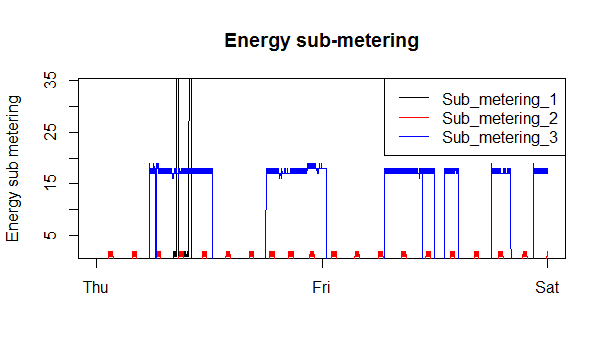 Energy sub-metering
Energy sub metering
35
25
15
5
Sub_metering_1
Sub_metering_2
Sub_metering_3
Thu Fri Sat